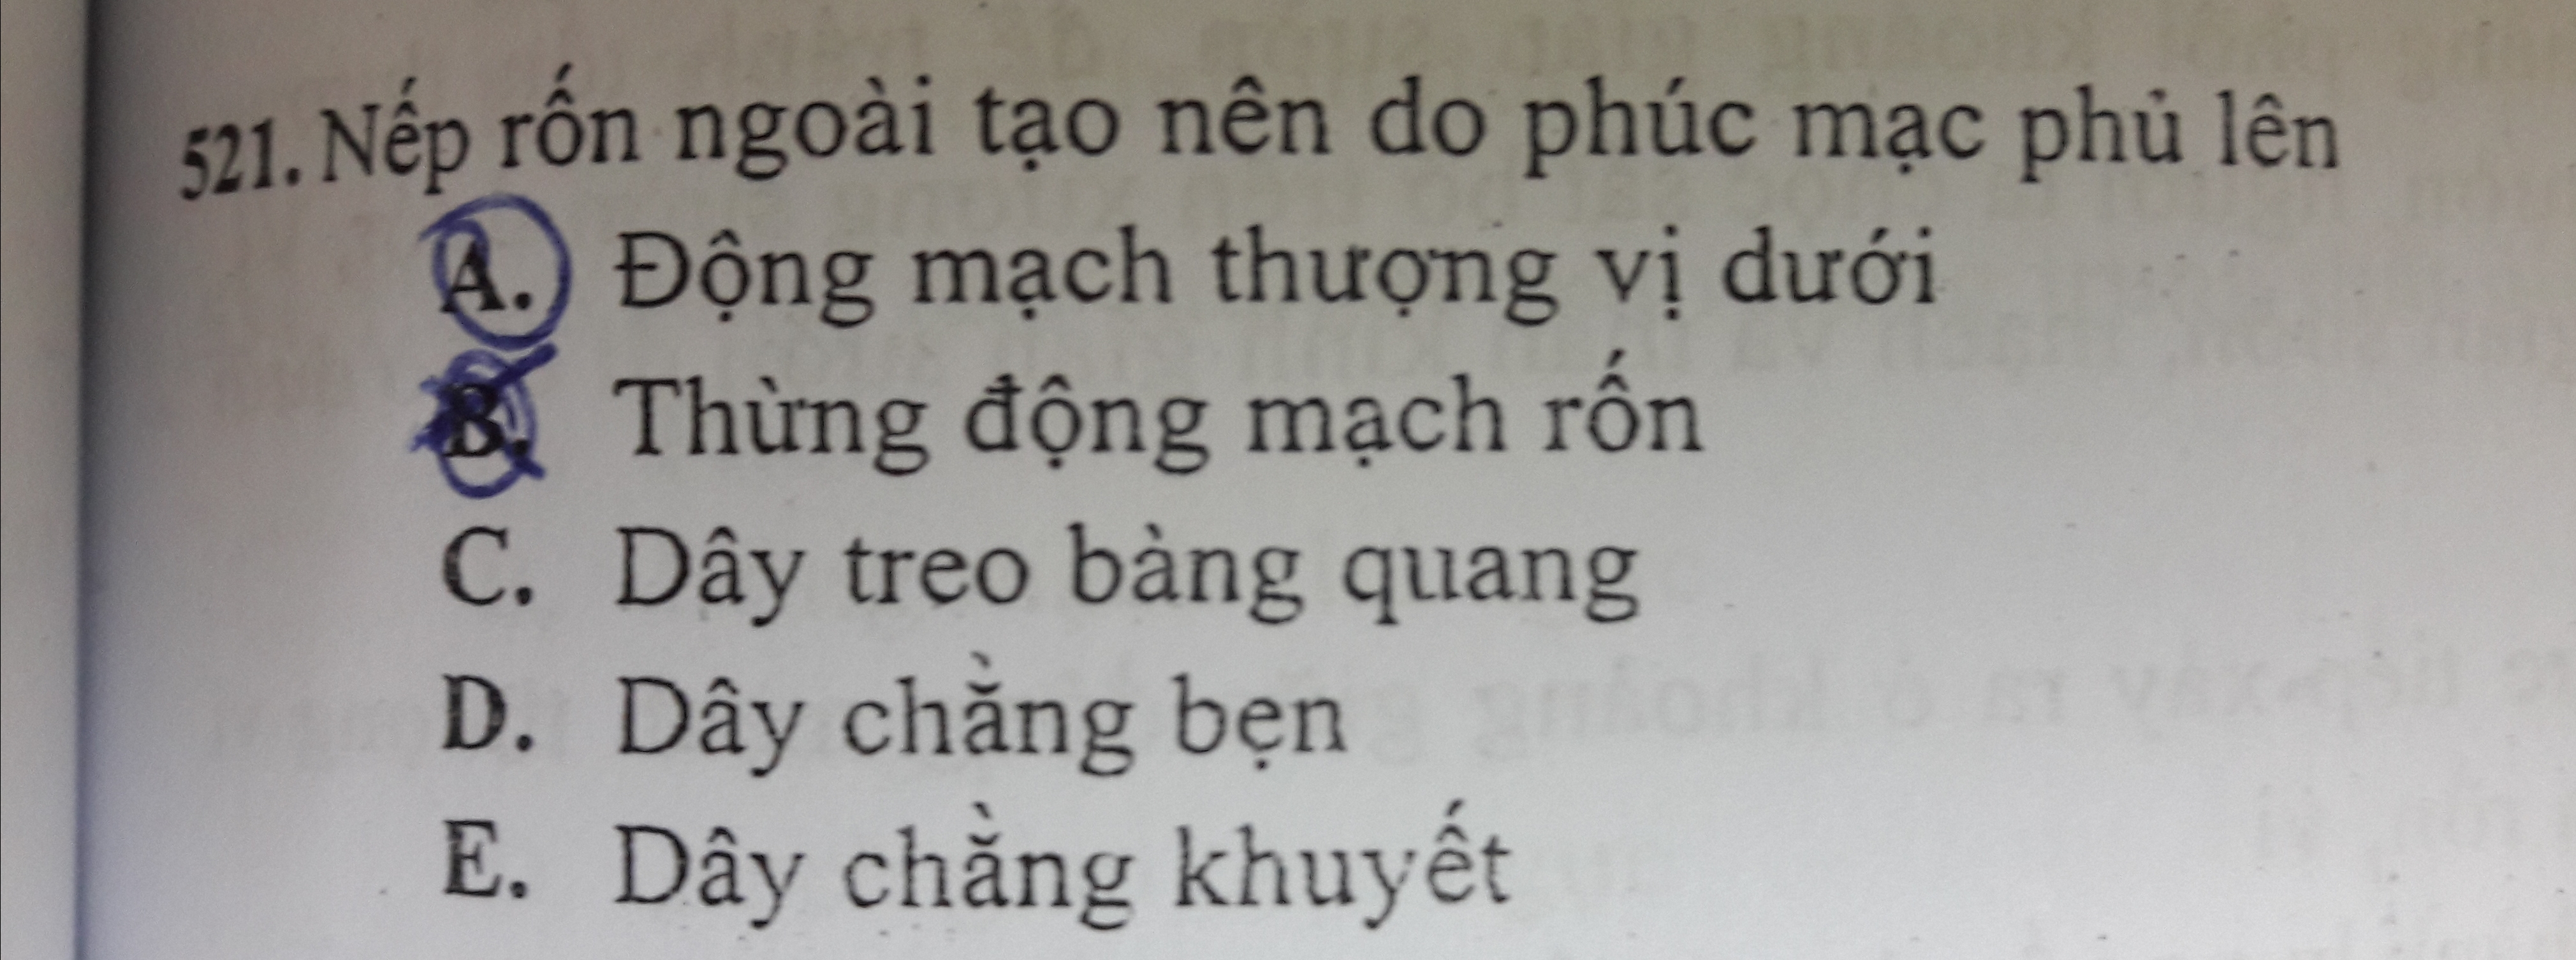 521. Nếp rốn ngoài tạo nên do phúc mạc phủ lên
A. Động mạch thượng vị dưới
B. Thừng động mạch rốn
C. Dây treo bàng quang
D. Dây chằng bẹn
E. Dây chằng khuyết